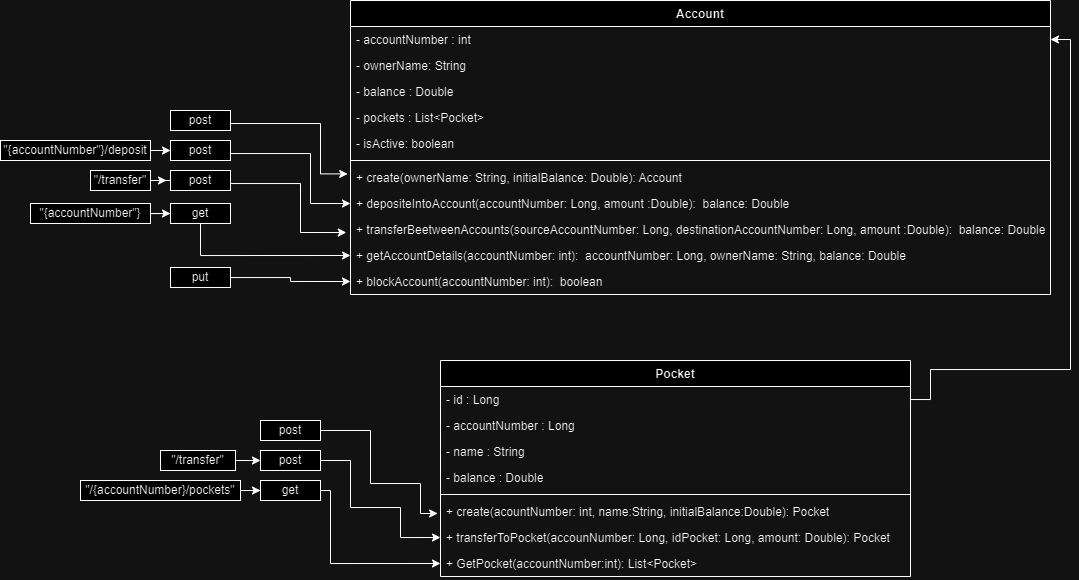 Account
- accountNumber : int
- ownerName: String
- balance : Double
- pockets : List<Pocket>
- isActive: boolean
post
"{accountNumber"}/deposit
post
"/transfer"
post
"{accountNumber"}
get
put
+ create(ownerName: String, initialBalance: Double): Account
+ depositeIntoAccount(accountNumber: Long, amount :Double): balance: Double
+ transferBeetweenAccounts(sourceAccountNumber: Long, destinationAccountNumber: Long, amount :Double): balance: Double
+ getAccountDetails(accountNumber: int): accountNumber: Long, ownerName: String, balance: Double
+ blockAccount(accountNumber: int): boolean
Pocket
- id : Long
- accountNumber : Long
- name : String
- balance : Double
post
"/transfer"
post
"/{accountNumber}/pockets"
get
+ create(acountNumber: int, name:String, initialBalance:Double): Pocket
+ transferToPocket(accounNumber: Long, idPocket: Long, amount: Double): Pocket
+ GetPocket(accountNumber:int): List<Pocket>